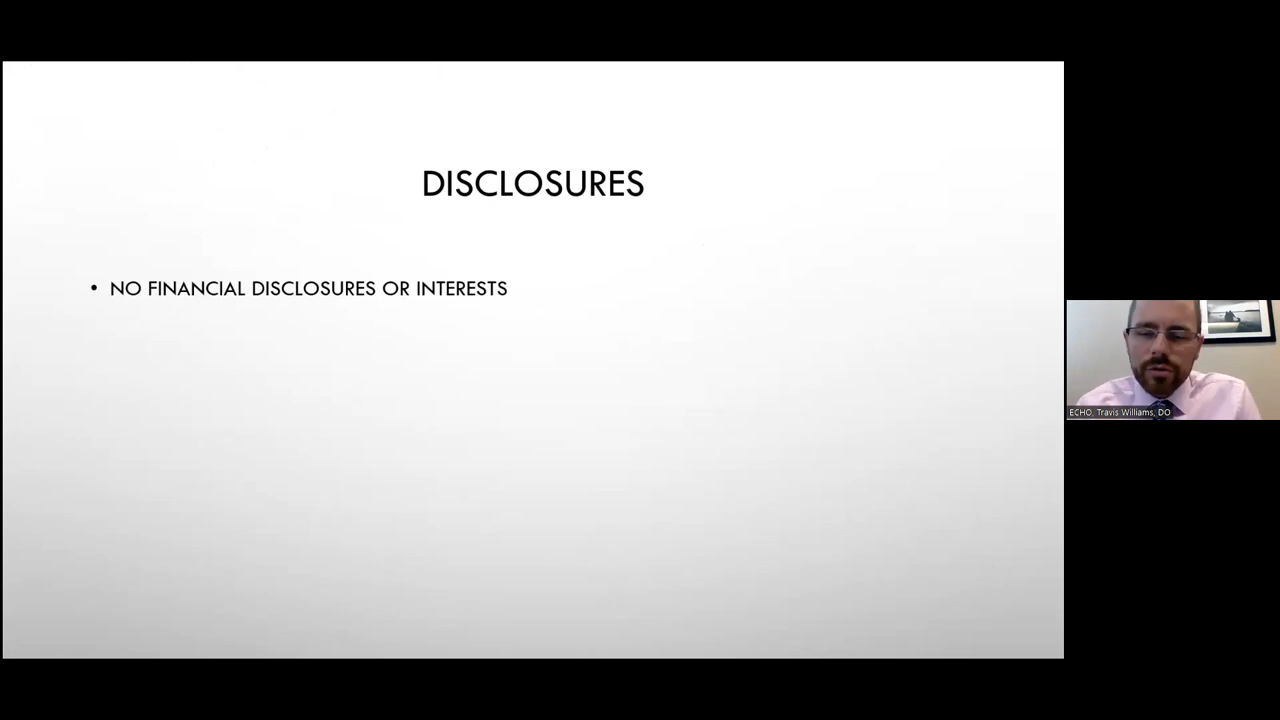 DISCLOSURES
• NO FINANCIAL DISCLOSURES OR INTERESTS
ECHO, Travis Williams, DO